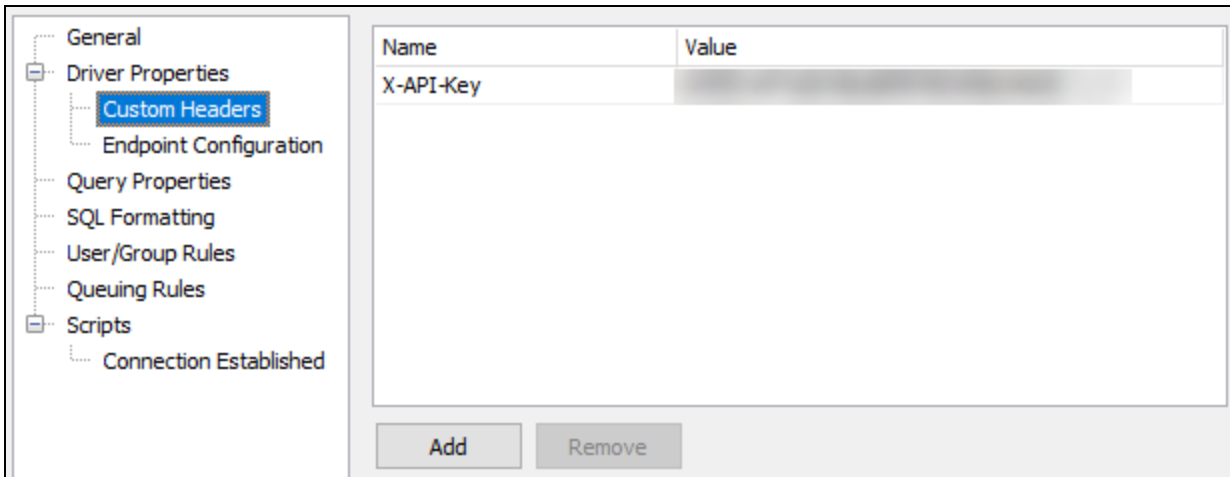 General
Driver Properties
Custom Headers
Endpoint Configuration
Query Properties
SQL Formatting
User/Group Rules
Queuing Rules
Scripts
Connection Established
Name Value
X-API-Key
Add Remove